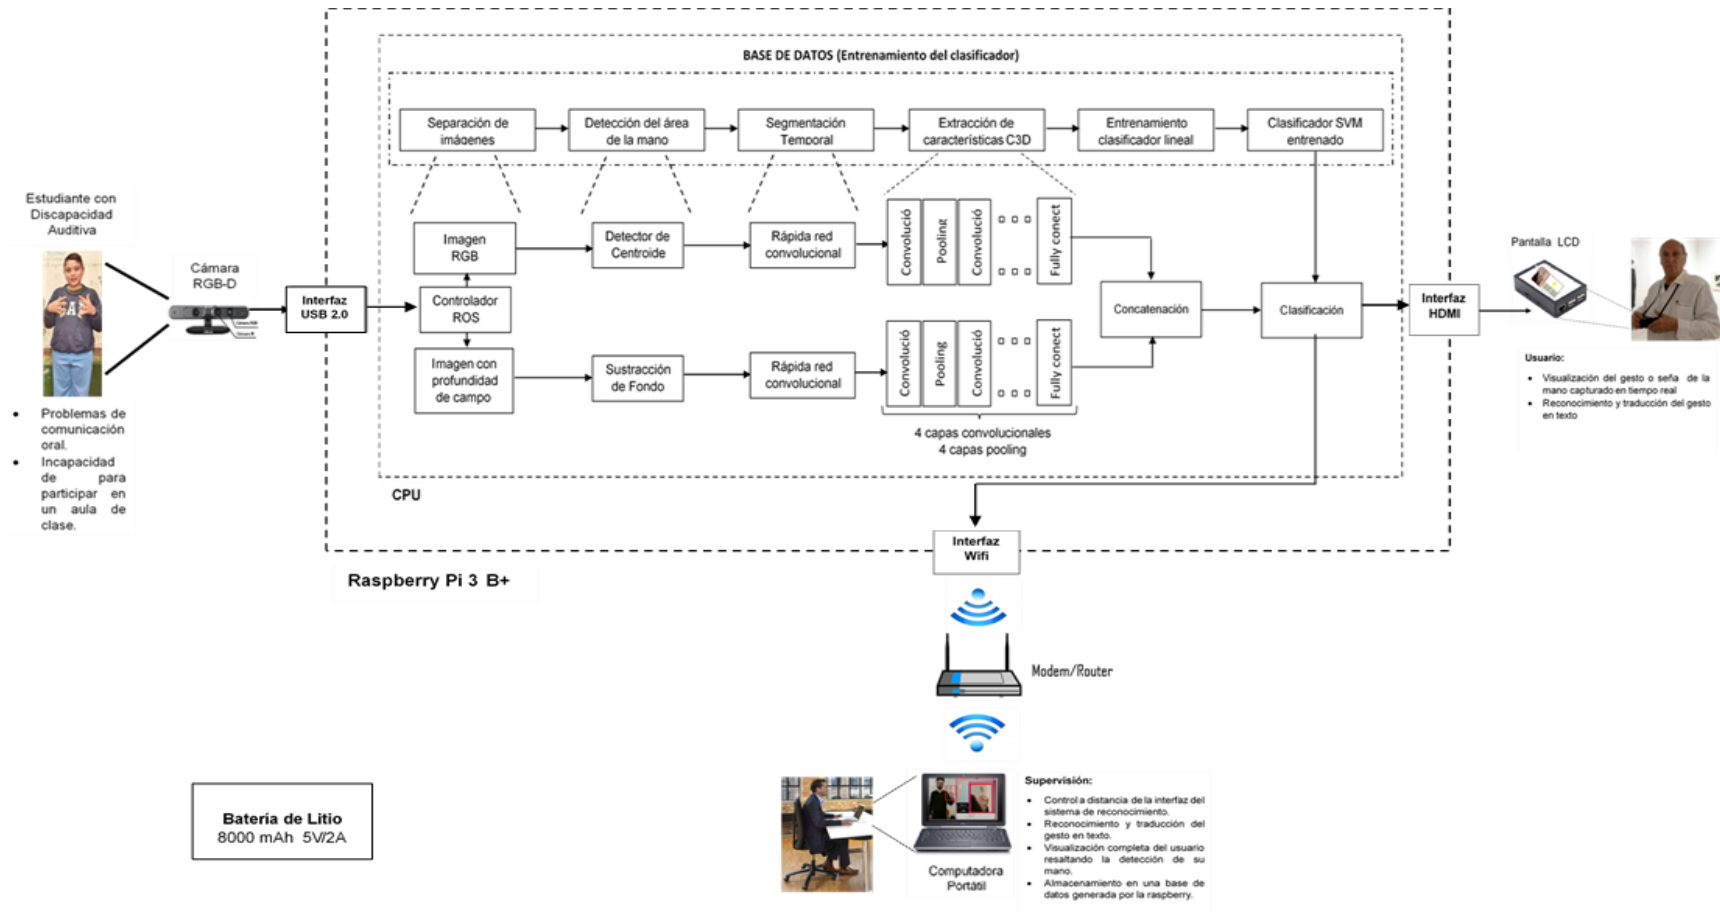 BASE DE DATOS (Entrenamiento del clasificador)
Separación de
imágenes
Detección del área
de la mano
Segmentación
Temporal
Extracción de
características C3D
Entrenamiento
clasificador lineal
Clasificador SVM
entrenado
Estudiante con
Discapacidad
Auditiva
Cámara
RGB-D
Interfaz
USB 2.0
Imagen
RGB
Controlador
ROS
Imagen con
profundidad
de campo
Detector de
Centroide
Sustracción
de Fondo
Rápida red
convolucional
Rápida red
convolucional
Convolució
Pooling
Convolució
Fully conect
Convolució
Pooling
Convolució
Fully conect
4 capas convolucionales
4 capas pooling
Concatenación
Clasificación
Interfaz
HDMI
Pantalla LCD
Usuario:
• Visualización del gesto o seña de la
mano capturado en tiempo real
• Reconocimiento y traducción del gesto
en texto
• Problemas de
comunicación
oral.
• Incapacidad
de para
participar en
un aula de
clase.
CPU
Interfaz
Wifi
Raspberry Pi 3 B+
Modem/Router
Batería de Litio
8000 mAh 5V/2A
Computadora
Portátil
Supervisión:
• Control a distancia de la interfaz del
sistema de reconocimiento.
• Reconocimiento y traducción del
gesto en texto.
• Visualización completa del usuario
resaltando la detección de su
mano.
• Almacenamiento en una base de
datos generada por la raspberry.